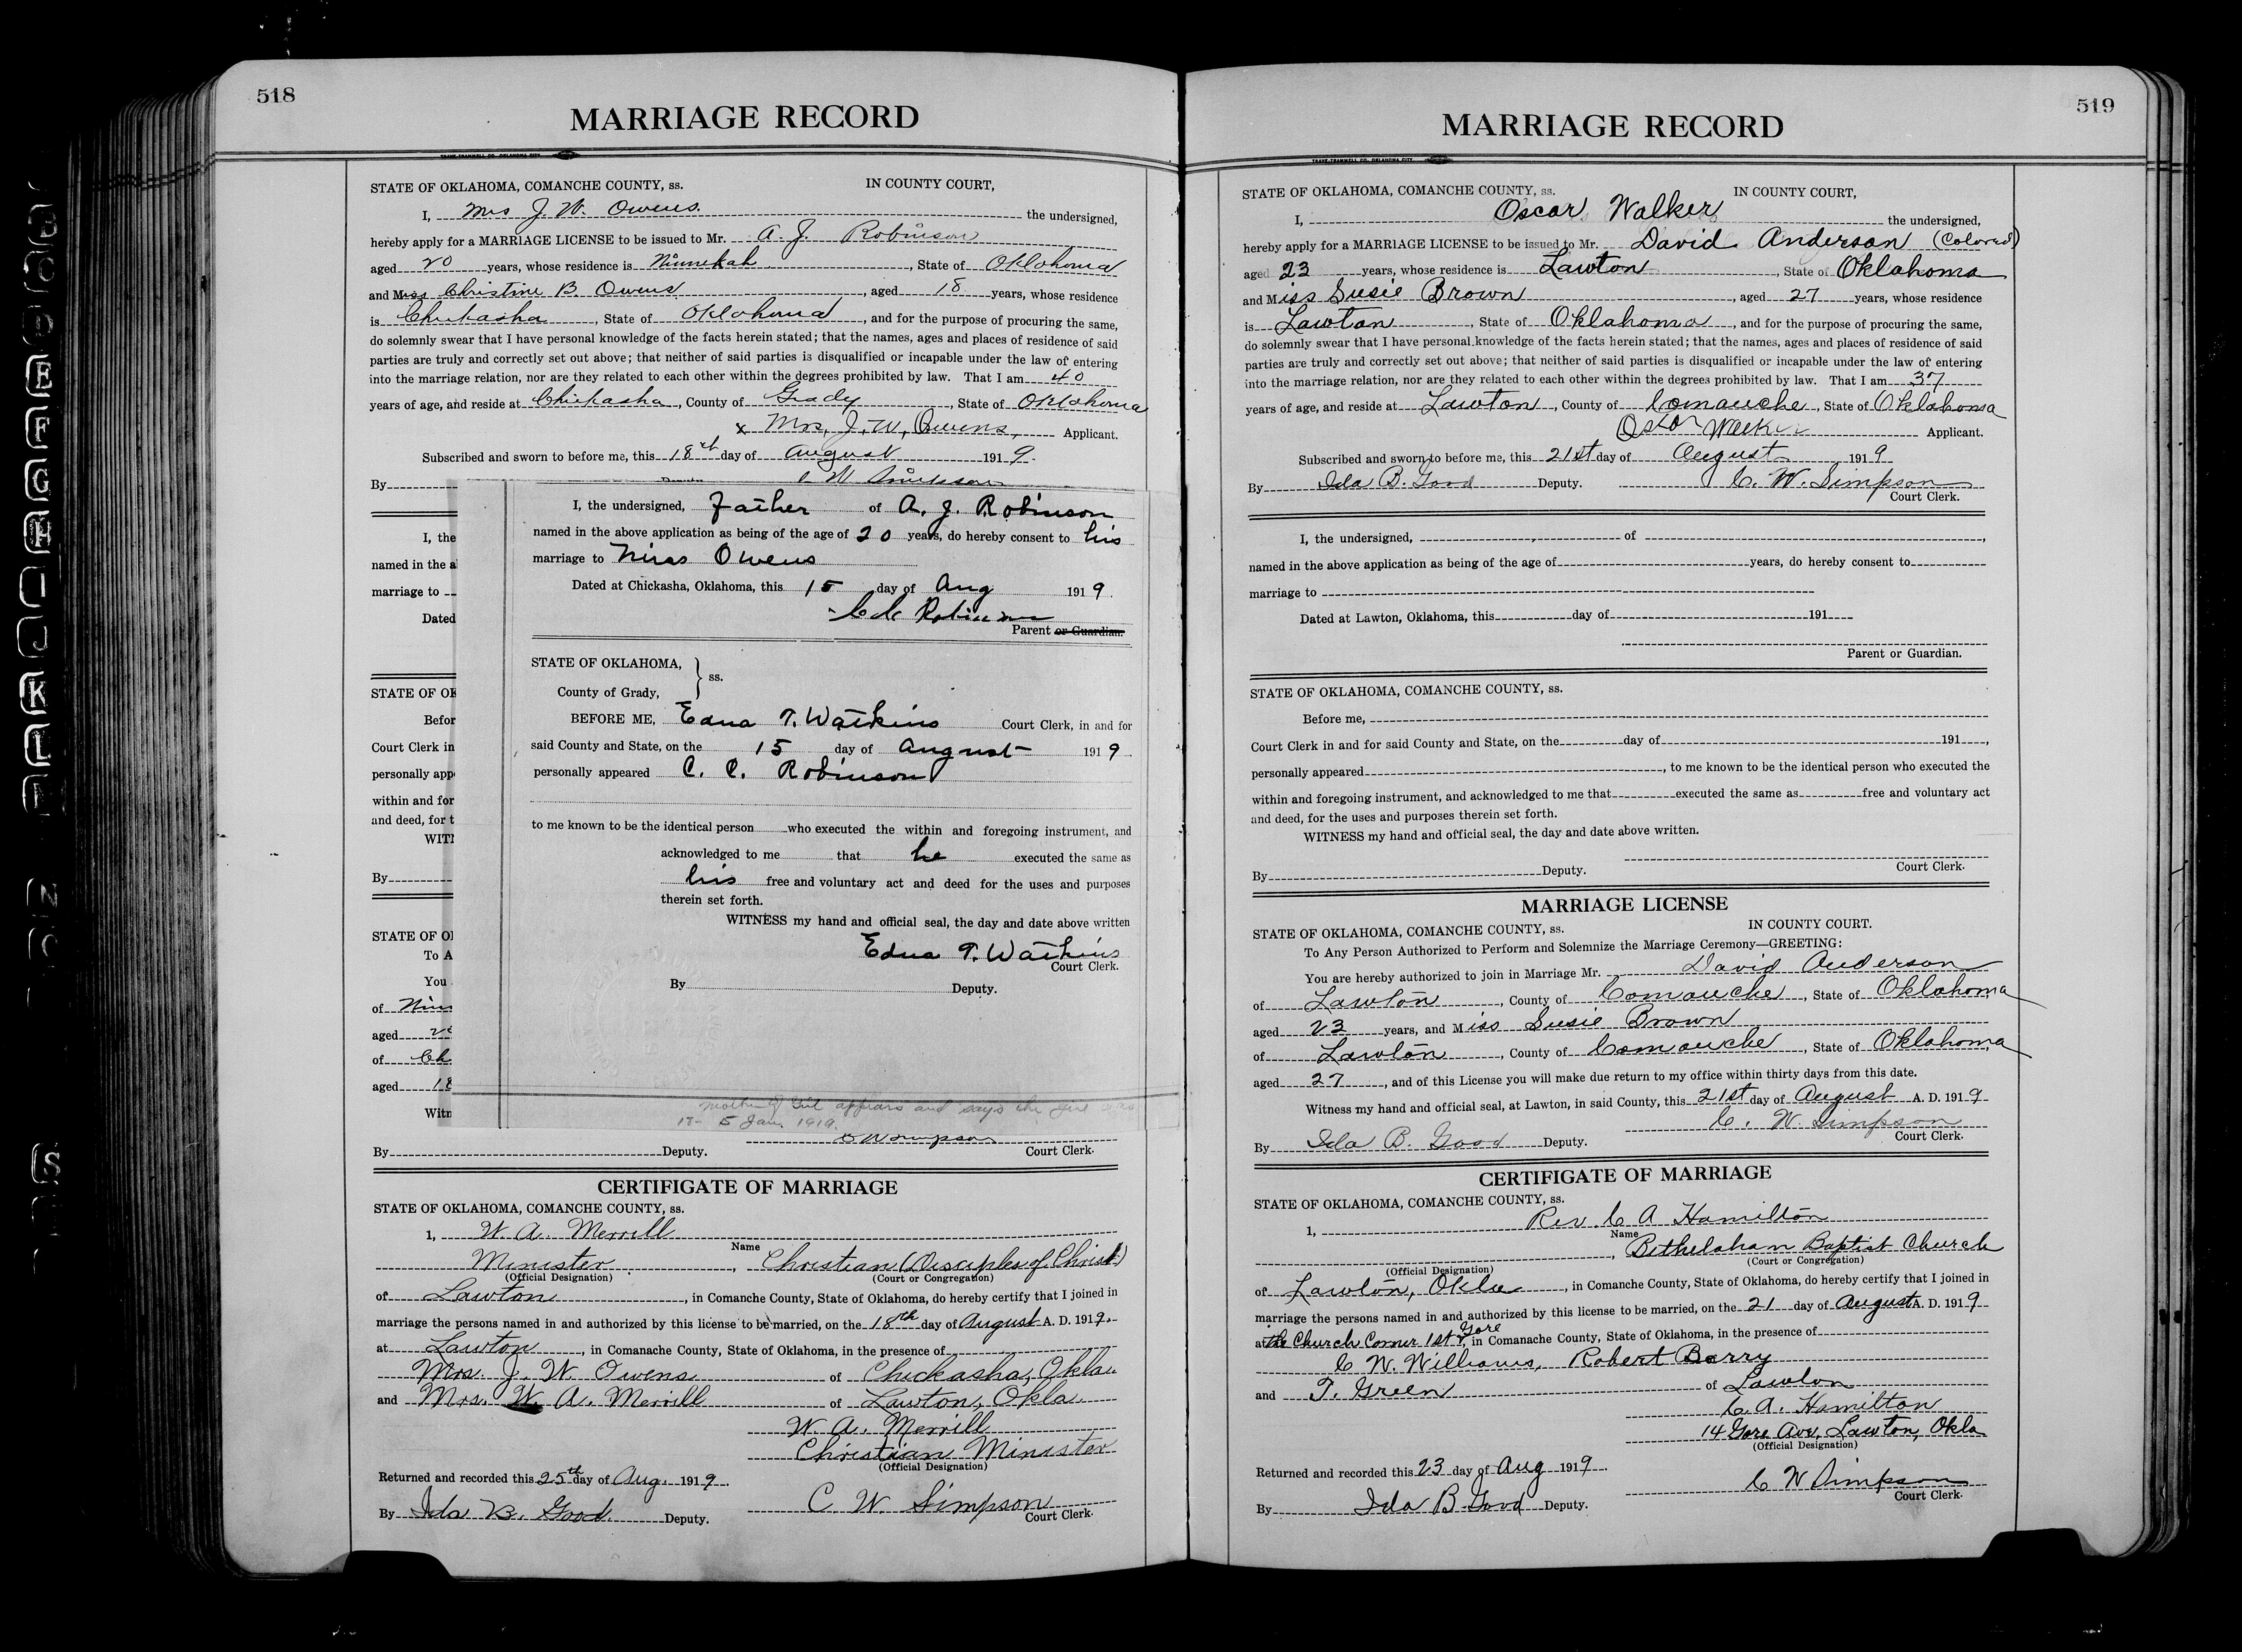 518
MARRIAGE RECORD
TRAVE-TRAMMELL CO. OKLAHOMA CITY
STATE OF OKLAHOMA, COMANCHE COUNTY, ss. IN COUNTY COURT,
I, Mrs J. W. Owens. the undersigned,
hereby apply for a MARRIAGE LICENSE to be issued to Mr. A. J. Robinson
aged 20 years, whose residence is Ninnekah, State of Oklahoma
and Miss Christine B. Owens, aged 18 years, whose residence
is Chickasha, State of Oklahoma, and for the purpose of procuring the same,
do solemnly swear that I have personal knowledge of the facts herein stated; that the names, ages and places of residence of said
parties are truly and correctly set out above; that neither of said parties is disqualified or incapable under the law of entering
into the marriage relation, nor are they related to each other within the degrees prohibited by law. That I am 40
years of age, and reside at Chickasha, County of Grady, State of Oklahoma
x Mrs. J. W. Owens, Applicant.
Subscribed and sworn to before me, this 18th day of August 1919.
By
I, the
named in the a
marriage to
Dated
STATE OF OK
Befor
Court Clerk in
personally app
within and for
and deed, for t
WITN
By
STATE OF O
To A
You
of Ninn
aged 20
of Ch
aged 18
Witn
I, the undersigned, Father of A. J. Robinson
named in the above application as being of the age of 20 years, do hereby consent to his
marriage to Miss Owens
Dated at Chickasha, Oklahoma, this 15 day of Aug 1919.
C. C. Robinson
Parent or Guardian.
STATE OF OKLAHOMA,
County of Grady, } ss.
BEFORE ME, Edna T. Watkins Court Clerk, in and for
said County and State, on the 15 day of August 1919
personally appeared C. C. Robinson
to me known to be the identical person who executed the within and foregoing instrument, and
acknowledged to me that he executed the same as
his free and voluntary act and deed for the uses and purposes
therein set forth.
WITNESS my hand and official seal, the day and date above written
Edna T. Watkins
Court Clerk.
By Deputy.
mother of Girl appears and says the girl was
18- 5 Jan. 1919.
C W Simpson
By Deputy. Court Clerk.
CERTIFICATE OF MARRIAGE
STATE OF OKLAHOMA, COMANCHE COUNTY, ss.
1, W. A. Merrill
Name
Minister, Christian (Disciples of Christ)
(Official Designation) (Court or Congregation)
of Lawton, in Comanche County, State of Oklahoma, do hereby certify that I joined in
marriage the persons named in and authorized by this license to be married, on the 18th day of August A. D. 1919.
at Lawton, in Comanache County, State of Oklahoma, in the presence of
Mrs. J. W. Owens of Chickasha, Okla.
and Mrs. W. A. Merrill of Lawton, Okla.
W. A. Merrill
Christian Minister
(Official Designation)
Returned and recorded this 25th day of Aug. 1919.
C. W. Simpson
By Ida B. Good Deputy. Court Clerk.
519
MARRIAGE RECORD
TRAVE-TRAMMELL CO. OKLAHOMA CITY
STATE OF OKLAHOMA, COMANCHE COUNTY, ss. IN COUNTY COURT,
I, Oscar Walker the undersigned,
hereby apply for a MARRIAGE LICENSE to be issued to Mr. David Anderson (Colored)
aged 23 years, whose residence is Lawton, State of Oklahoma
and Miss Susie Brown, aged 27 years, whose residence
is Lawton, State of Oklahoma, and for the purpose of procuring the same,
do solemnly swear that I have personal knowledge of the facts herein stated; that the names, ages and places of residence of said
parties are truly and correctly set out above; that neither of said parties is disqualified or incapable under the law of entering
into the marriage relation, nor are they related to each other within the degrees prohibited by law. That I am 37
years of age, and reside at Lawton, County of Comanche, State of Oklahoma
Oskor Walker Applicant.
Subscribed and sworn to before me, this 21st day of August 1919
By Ida B. Good Deputy. C. W. Simpson
Court Clerk.
I, the undersigned, of ,
named in the above application as being of the age of years, do hereby consent to
marriage to
Dated at Lawton, Oklahoma, this day of 191
Parent or Guardian.
STATE OF OKLAHOMA, COMANCHE COUNTY, ss.
Before me,
Court Clerk in and for said County and State, on the day of 191 ,
personally appeared , to me known to be the identical person who executed the
within and foregoing instrument, and acknowledged to me that executed the same as free and voluntary act
and deed, for the uses and purposes therein set forth.
WITNESS my hand and official seal, the day and date above written.
By Deputy. Court Clerk.
MARRIAGE LICENSE
STATE OF OKLAHOMA, COMANCHE COUNTY, ss. IN COUNTY COURT.
To Any Person Authorized to Perform and Solemnize the Marriage Ceremony—GREETING:
You are hereby authorized to join in Marriage Mr. David Anderson
of Lawton, County of Comanche, State of Oklahoma
aged 23 years, and Miss Susie Brown
of Lawton, County of Comanche, State of Oklahoma
aged 27, and of this License you will make due return to my office within thirty days from this date.
Witness my hand and official seal, at Lawton, in said County, this 21st day of August A. D. 1919
C. W. Simpson
By Ida B. Good Deputy. Court Clerk.
CERTIFICATE OF MARRIAGE
STATE OF OKLAHOMA, COMANCHE COUNTY, ss.
1, Rev. C A Hamilton
Name
, Bethelaham Baptist Church
(Official Designation) (Court or Congregation)
of Lawton, Okla, in Comanche County, State of Oklahoma, do hereby certify that I joined in
marriage the persons named in and authorized by this license to be married, on the 21 day of August A. D. 1919
at the Church Corner 1st & Gore, in Comanache County, State of Oklahoma, in the presence of
C. W. Williams, Robert Barry
and T. Green of Lawton
C. A. Hamilton
14 Gore Ave. Lawton, Okla
(Official Designation)
Returned and recorded this 23 day of Aug 1919.
C W Simpson
By Ida B Good Deputy. Court Clerk.